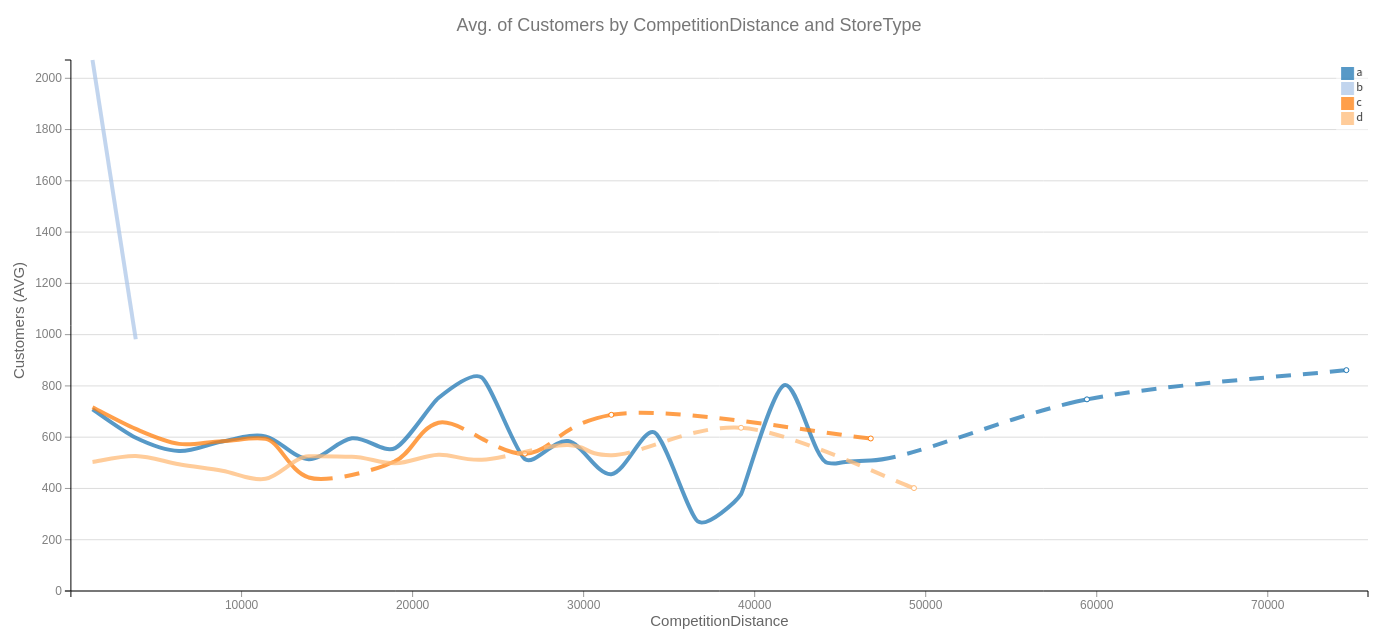 Avg. of Customers by CompetitionDistance and StoreType
a
b
c
d
Customers (AVG)
2000
1800
1600
1400
1200
1000
800
600
400
200
0
10000 20000 30000 40000 50000 60000 70000
CompetitionDistance